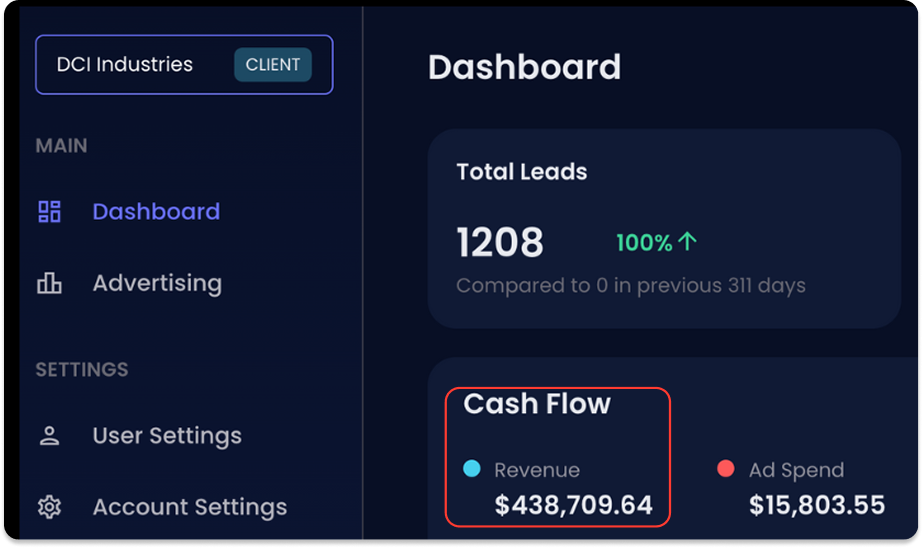 DCI Industries CLIENT
MAIN
Dashboard
Advertising
SETTINGS
User Settings
Account Settings
Dashboard
Total Leads
1208 100%↑
Compared to 0 in previous 311 days
Cash Flow
Revenue
$438,709.64
Ad Spend
$15,803.55